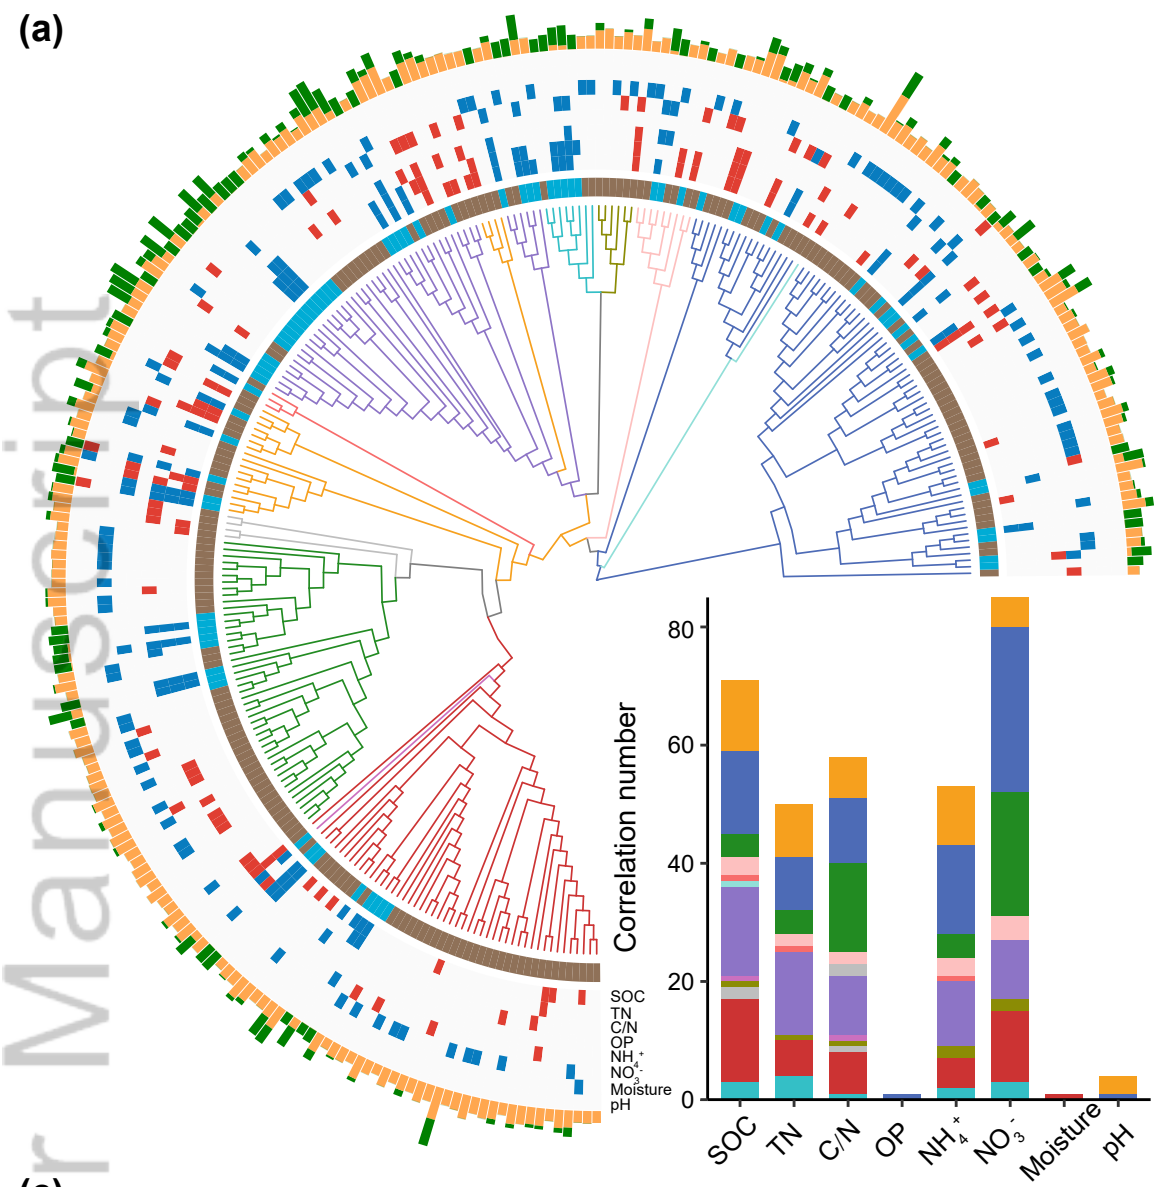 (a)
r Manuscript
SOC
TN
C/N
OP
NH₄⁺
NO₃⁻
Moisture
pH
Correlation number
80
60
40
20
0
SOC
TN
C/N
OP
NH₄⁺
NO₃⁻
Moisture
pH